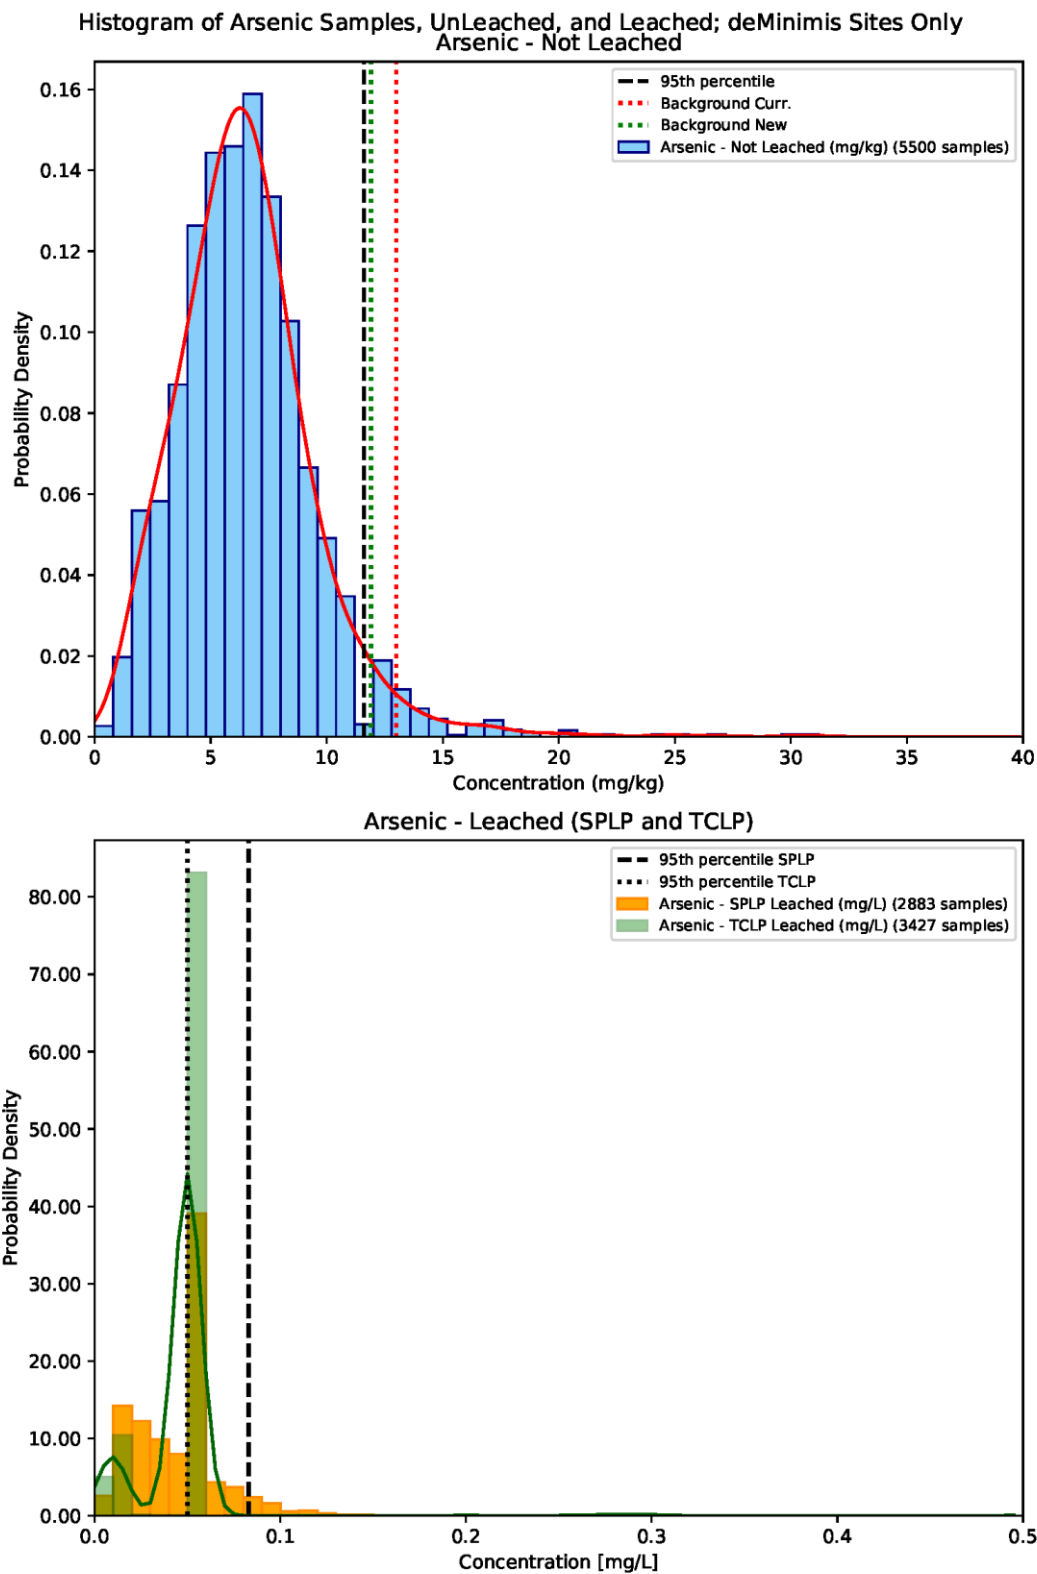 Histogram of Arsenic Samples, UnLeached, and Leached; deMinimis Sites Only
Arsenic - Not Leached
95th percentile
Background Curr.
Background New
Arsenic - Not Leached (mg/kg) (5500 samples)
Probability Density
0.16
0.14
0.12
0.10
0.08
0.06
0.04
0.02
0.00
0 5 10 15 20 25 30 35 40
Concentration (mg/kg)
Arsenic - Leached (SPLP and TCLP)
95th percentile SPLP
95th percentile TCLP
Arsenic - SPLP Leached (mg/L) (2883 samples)
Arsenic - TCLP Leached (mg/L) (3427 samples)
Probability Density
80.00
70.00
60.00
50.00
40.00
30.00
20.00
10.00
0.00
0.0 0.1 0.2 0.3 0.4 0.5
Concentration [mg/L]